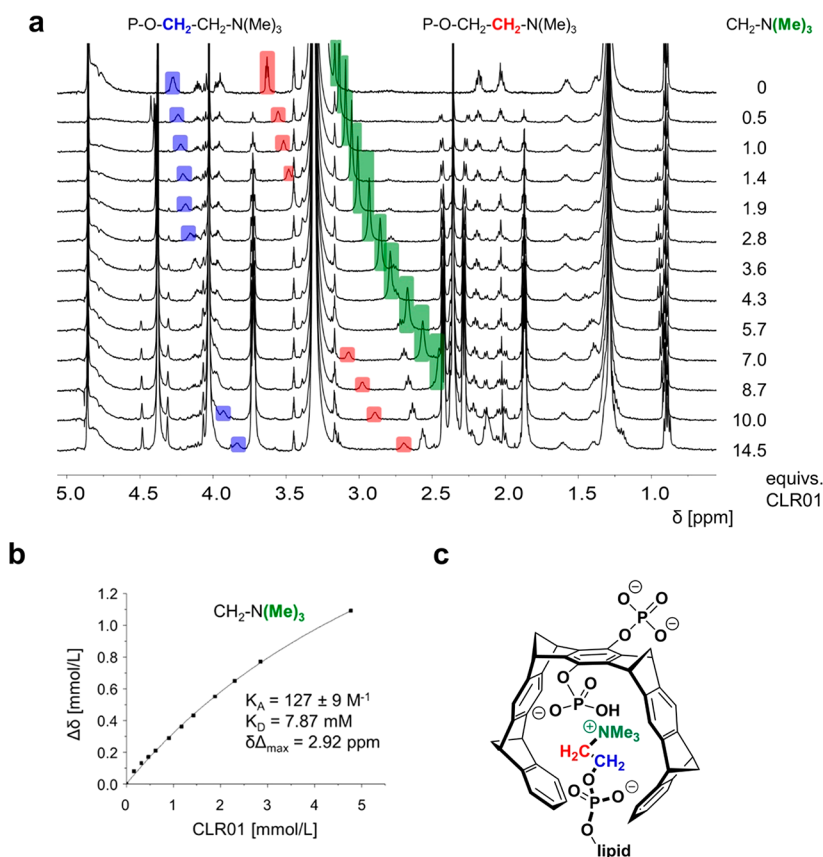 a
P-O-CH2-CH2-N(Me)3 P-O-CH2-CH2-N(Me)3 CH2-N(Me)3
0
0.5
1.0
1.4
1.9
2.8
3.6
4.3
5.7
7.0
8.7
10.0
14.5
5.0 4.5 4.0 3.5 3.0 2.5 2.0 1.5 1.0
δ [ppm]
equivs.
CLR01
b
1.2
1.0
0.8
0.6
0.4
0.2
0.0
Δδ [mmol/L]
CH2-N(Me)3
KA = 127 ± 9 M-1
KD = 7.87 mM
δΔmax = 2.92 ppm
0 1 2 3 4 5
CLR01 [mmol/L]
c
⊖
O O
P ⊖
O O
O
O
P OH
⊖ O
⊕ NMe3
H2C
CH2
O
O ⊖
P O
O
lipid